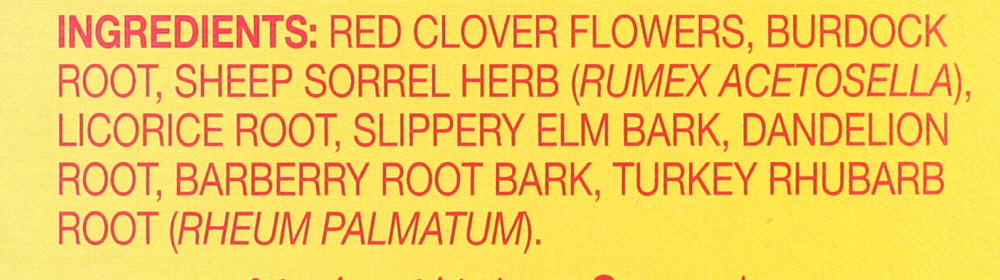 INGREDIENTS: RED CLOVER FLOWERS, BURDOCK
ROOT, SHEEP SORREL HERB (RUMEX ACETOSELLA),
LICORICE ROOT, SLIPPERY ELM BARK, DANDELION
ROOT, BARBERRY ROOT BARK, TURKEY RHUBARB
ROOT (RHEUM PALMATUM).